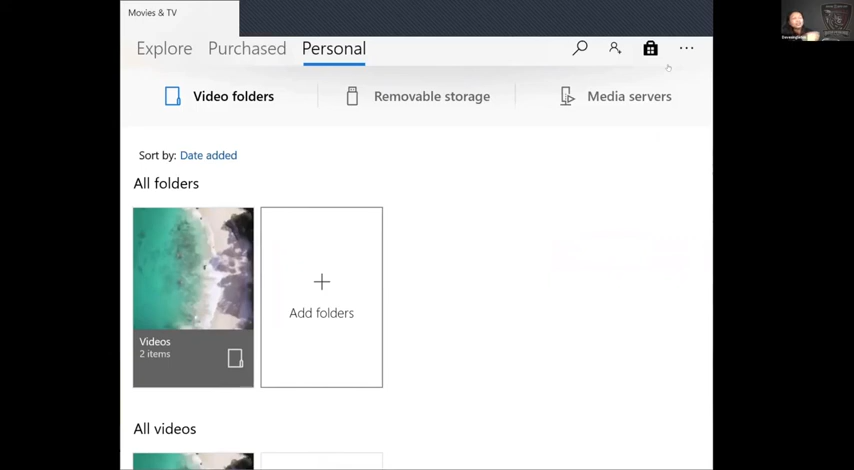 Movies & TV
Explore Purchased Personal
Video folders Removable storage Media servers
Sort by: Date added
All folders
Videos
2 items
Add folders
All videos